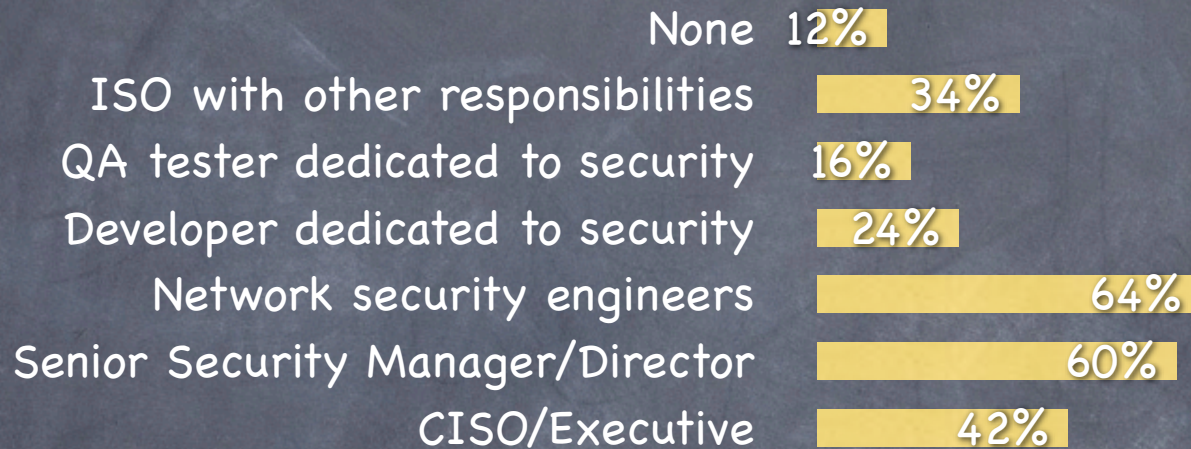 None 12%
ISO with other responsibilities 34%
QA tester dedicated to security 16%
Developer dedicated to security 24%
Network security engineers 64%
Senior Security Manager/Director 60%
CISO/Executive 42%